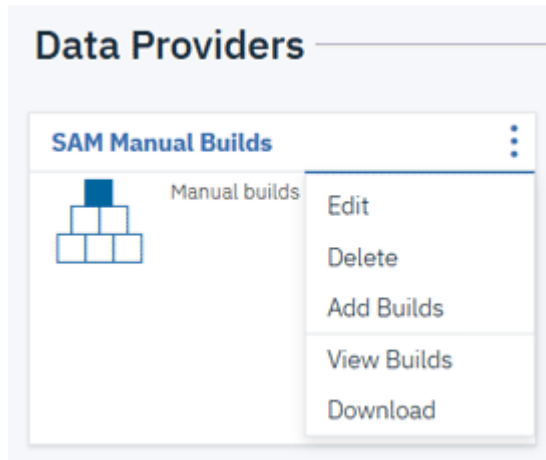 Data Providers
SAM Manual Builds
Manual builds
Edit
Delete
Add Builds
View Builds
Download